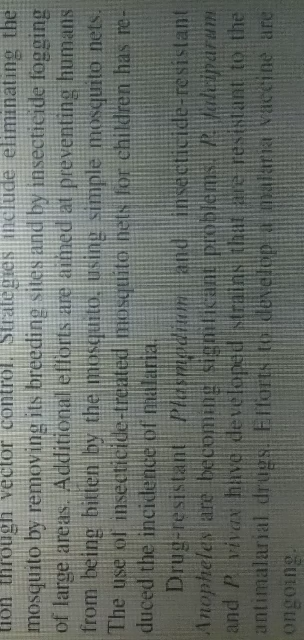 tion through vector control. Strategies include eliminating the
mosquito by removing its breeding sites and by insecticide fogging
of large areas. Additional efforts are aimed at preventing humans
from being bitten by the mosquito, using simple mosquito nets.
The use of insecticide-treated mosquito nets for children has re-
duced the incidence of malaria.
Drug-resistant Plasmodium and insecticide-resistant
Anopheles are becoming significant problems. P. falciparum
and P. vivax have developed strains that are resistant to the
antimalarial drugs. Efforts to develop a malaria vaccine are
ongoing.